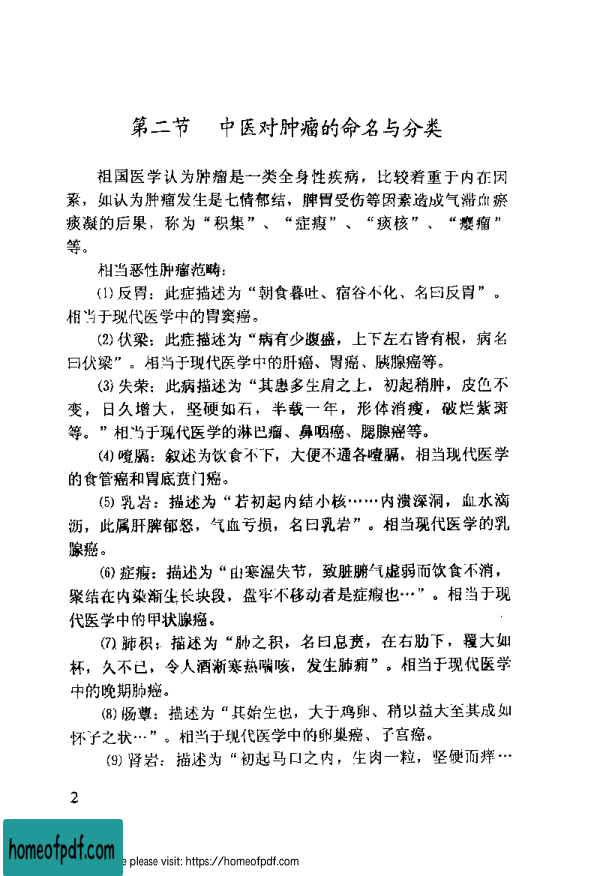 第二节 中医对肿瘤的命名与分类
祖国医学认为肿瘤是一类全身性疾病，比较着重于内在因
素，如认为肿瘤发生是七情郁结，脾胃受伤等因素造成气滞血瘀
痰凝的后果，称为“积集”、“症瘕”、“痰核”、“瘿瘤”
等。
相当恶性肿瘤范畴：
⑴反胃：此症描述为“朝食暮吐、宿谷不化、名曰反胃”。
相当于现代医学中的胃窦癌。
⑵伏梁：此症描述为“病有少腹盛，上下左右皆有根，病名
曰伏梁”。相当于现代医学中的肝癌、胃癌、胰腺癌等。
⑶失荣：此病描述为“其患多生肩之上，初起稍肿，皮色不
变，日久增大，坚硬如石，半载一年，形体消瘦，破烂紫斑
等。”相当于现代医学的淋巴瘤、鼻咽癌、腮腺癌等。
⑷噎膈：叙述为饮食不下，大便不通名噎膈。相当现代医学
的食管癌和胃底贲门癌。
⑸乳岩：描述为“若初起内结小核……内溃深洞，血水滴
沥，此属肝脾郁怒，气血亏损，名曰乳岩”。相当现代医学的乳
腺癌。
⑹症瘕：描述为“由寒温失节，致脏腑气虚弱而饮食不消，
聚结在内染渐生长块段，盘牢不移动者是症瘕也…”。相当于现
代医学中的甲状腺癌。
⑺肺积：描述为“肺之积，名曰息贲，在右肋下，覆大如
杯，久不已，令人洒淅寒热喘咳，发生肺痈”。相当于现代医学
中的晚期肺癌。
⑻肠蕈：描述为“其始生也，大于鸡卵、稍以益大至其成如
怀子之状…”。相当于现代医学中的卵巢癌、子宫癌。
⑼肾岩：描述为“初起马口之内，生肉一粒，坚硬而痒…
2
homeofpdf.com
e please visit: https://homeofpdf.com